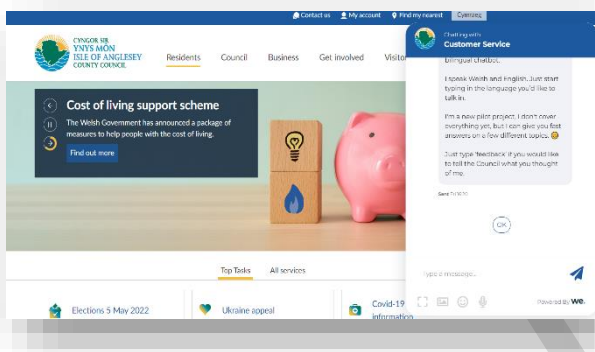 Contact us
My account
Find my nearest
Cymraeg
CYNGOR SIR
YNYS MÔN
ISLE OF ANGLESEY
COUNTY COUNCIL
Residents
Council
Business
Get involved
Visitor
Cost of living support scheme
The Welsh Government has announced a package of
measures to help people with the cost of living.
Find out more
Top Tasks
All services
Elections 5 May 2022
Ukraine appeal
Covid-19
information
Chatting with
Customer Service
bilingual chatbot.
I speak Welsh and English. Just start
typing in the language you'd like to
talk in.
I'm a new pilot project. I don't cover
everything yet, but I can give you fast
answers on a few different topics. 😊
Just type 'feedback' if you would like
to tell the Council what you thought
of me.
OK
Type a message..
Powered By we.